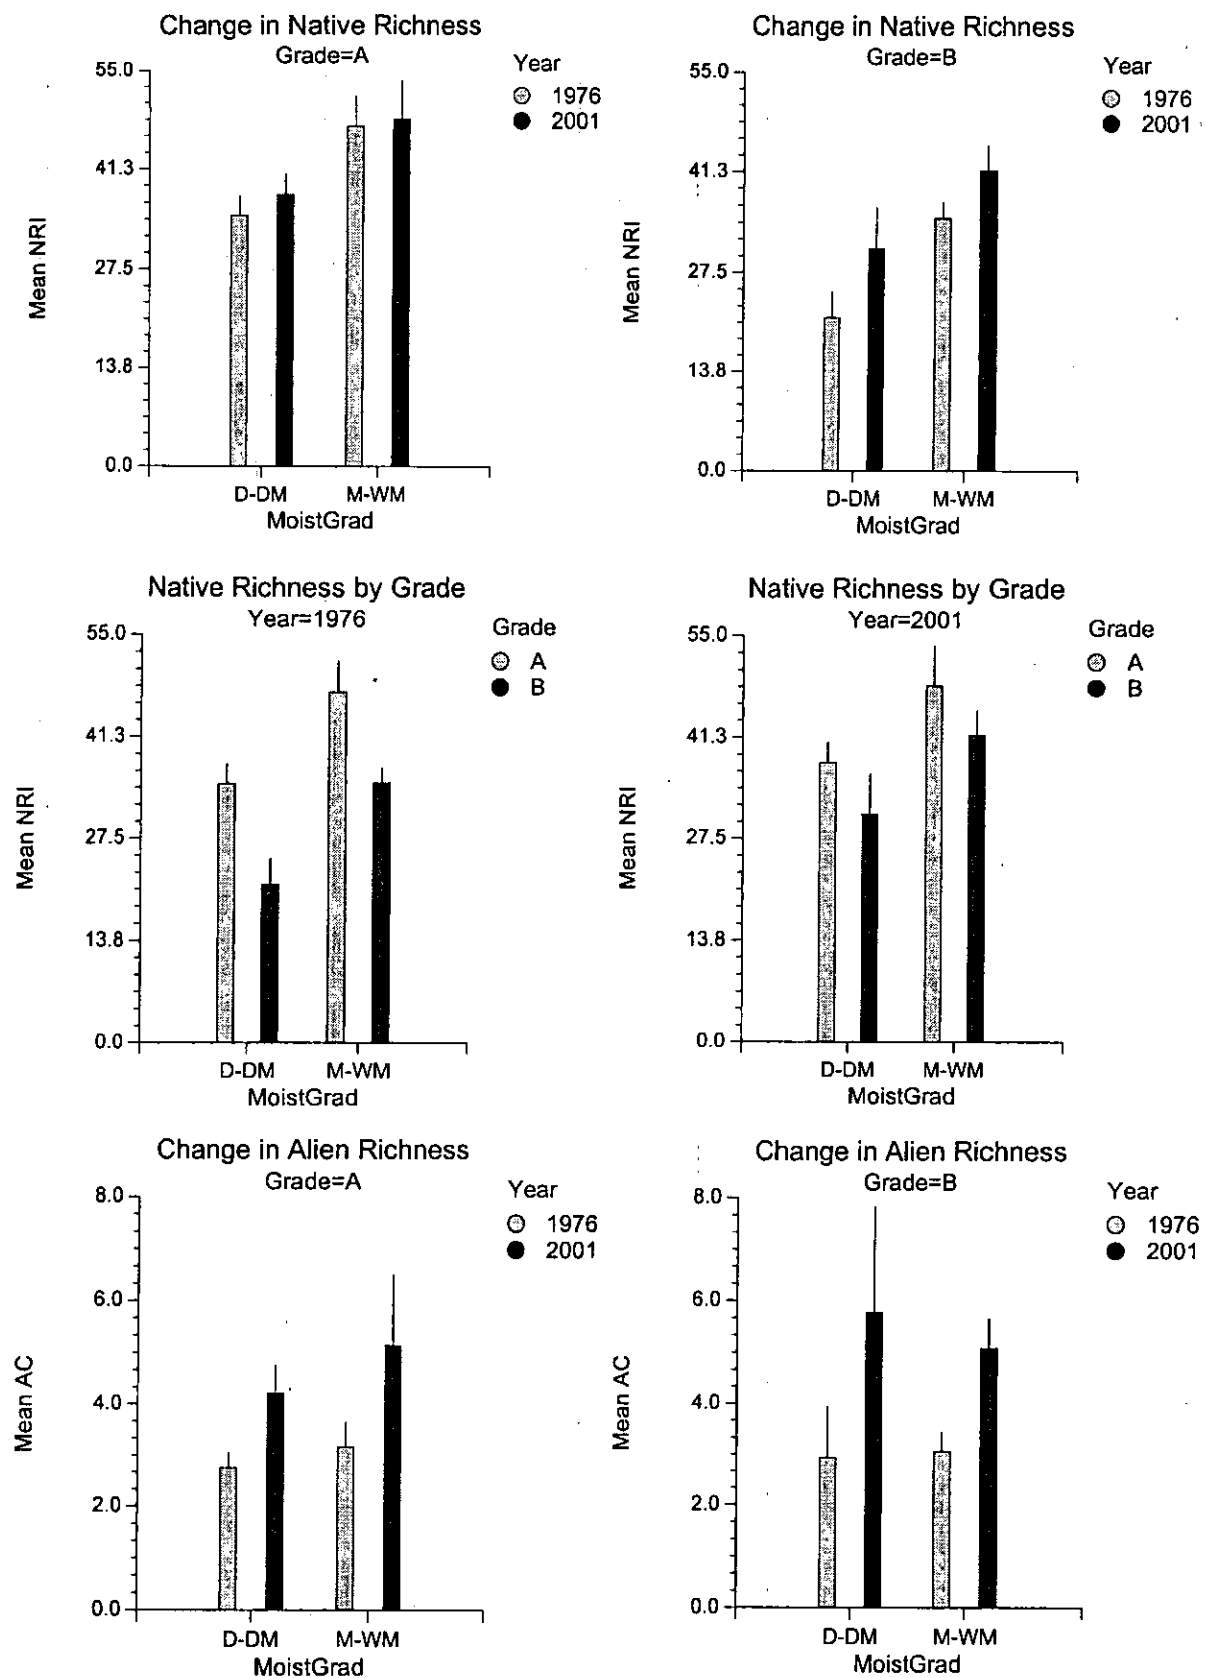 Change in Native Richness
Grade=A
Year
1976
2001
55.0
41.3
27.5
13.8
0.0
Mean NRI
D-DM M-WM
MoistGrad
Change in Native Richness
Grade=B
Year
1976
2001
55.0
41.3
27.5
13.8
0.0
Mean NRI
D-DM M-WM
MoistGrad
Native Richness by Grade
Year=1976
Grade
A
B
55.0
41.3
27.5
13.8
0.0
Mean NRI
D-DM M-WM
MoistGrad
Native Richness by Grade
Year=2001
Grade
A
B
55.0
41.3
27.5
13.8
0.0
Mean NRI
D-DM M-WM
MoistGrad
Change in Alien Richness
Grade=A
Year
1976
2001
8.0
6.0
4.0
2.0
0.0
Mean AC
D-DM M-WM
MoistGrad
Change in Alien Richness
Grade=B
Year
1976
2001
8.0
6.0
4.0
2.0
0.0
Mean AC
D-DM M-WM
MoistGrad